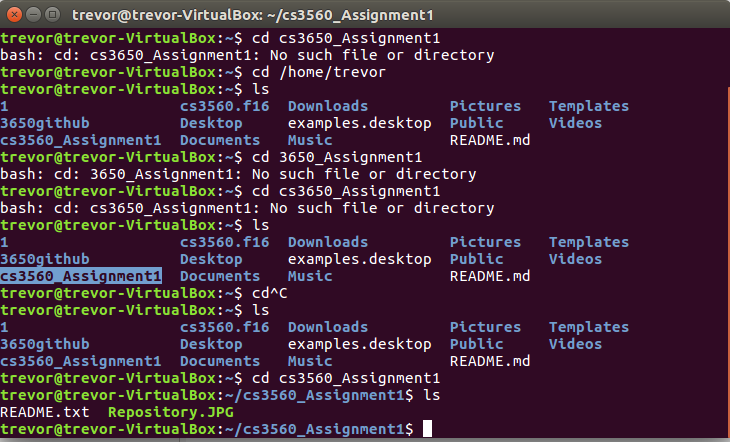 trevor@trevor-VirtualBox: ~/cs3560_Assignment1
trevor@trevor-VirtualBox:~$ cd cs3650_Assignment1
bash: cd: cs3650_Assignment1: No such file or directory
trevor@trevor-VirtualBox:~$ cd /home/trevor
trevor@trevor-VirtualBox:~$ ls
1 cs3560.f16 Downloads Pictures Templates
3650github Desktop examples.desktop Public Videos
cs3560_Assignment1 Documents Music README.md
trevor@trevor-VirtualBox:~$ cd 3650_Assignment1
bash: cd: 3650_Assignment1: No such file or directory
trevor@trevor-VirtualBox:~$ cd cs3650_Assignment1
bash: cd: cs3650_Assignment1: No such file or directory
trevor@trevor-VirtualBox:~$ ls
1 cs3560.f16 Downloads Pictures Templates
3650github Desktop examples.desktop Public Videos
cs3560_Assignment1 Documents Music README.md
trevor@trevor-VirtualBox:~$ cd^C
trevor@trevor-VirtualBox:~$ ls
1 cs3560.f16 Downloads Pictures Templates
3650github Desktop examples.desktop Public Videos
cs3560_Assignment1 Documents Music README.md
trevor@trevor-VirtualBox:~$ cd cs3560_Assignment1
trevor@trevor-VirtualBox:~/cs3560_Assignment1$ ls
README.txt Repository.JPG
trevor@trevor-VirtualBox:~/cs3560_Assignment1$